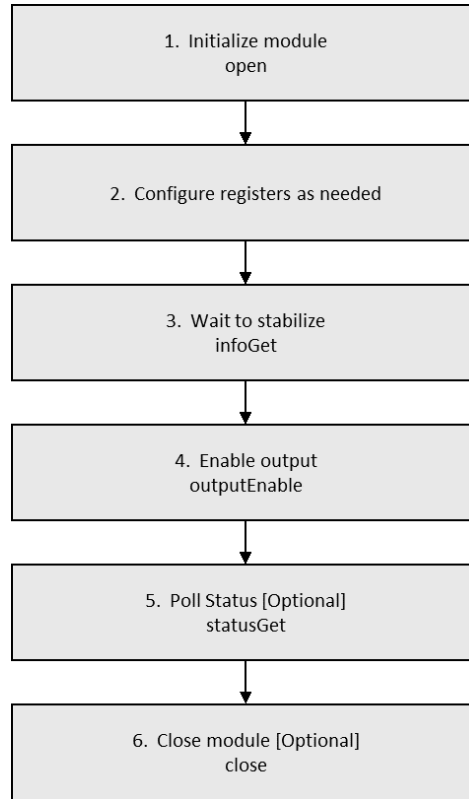 1. Initialize module
open
2. Configure registers as needed
3. Wait to stabilize
infoGet
4. Enable output
outputEnable
5. Poll Status [Optional]
statusGet
6. Close module [Optional]
close